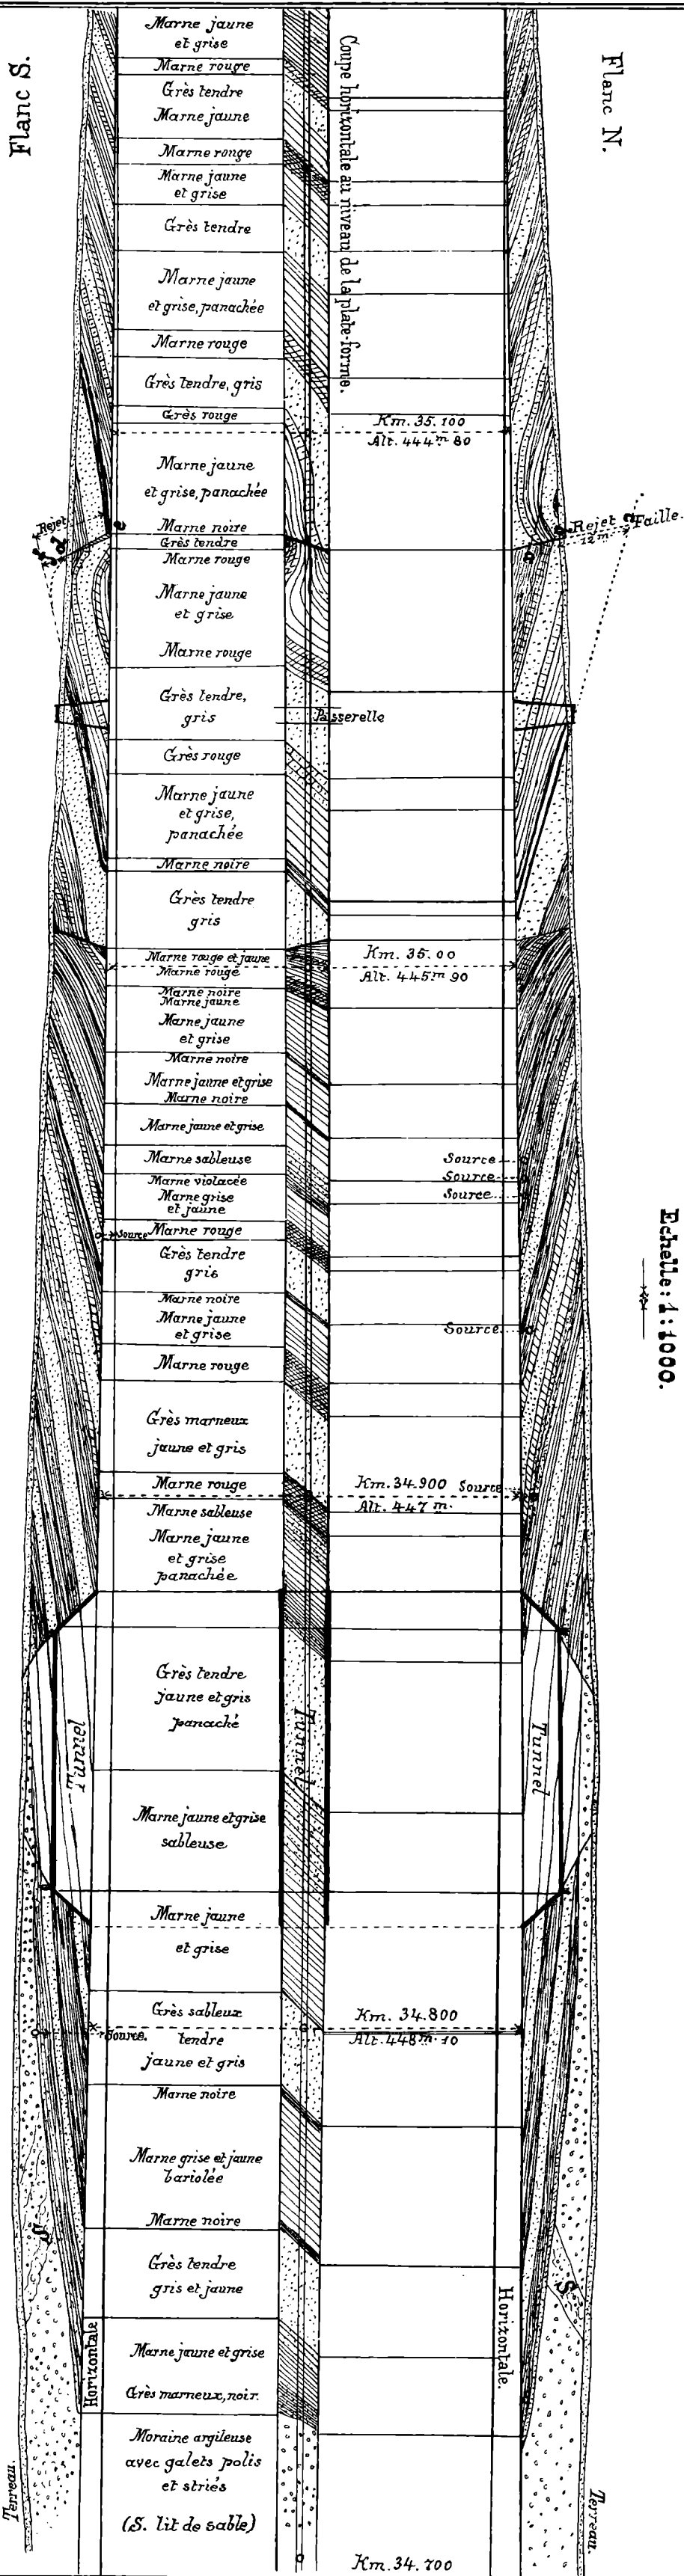 Flanc S.
Flanc N.
Coupe horizontale au niveau de la plate-forme.
Echelle: 1:1000.
Marne jaune
et grise
Marne rouge
Grès tendre
Marne jaune
Marne rouge
Marne jaune
et grise
Grès tendre
Marne jaune
et grise, panachée
Marne rouge
Grès tendre, gris
Grès rouge
Km. 35.100
Alt. 444m 80
Marne jaune
et grise, panachée
Marne noire
Grès tendre
Marne rouge
Rejet
d
e
Rejet
12m
Faille.
Marne jaune
et grise
Marne rouge
Grès tendre,
gris
Passerelle
Grès rouge
Marne jaune
et grise,
panachée
Marne noire
Grès tendre
gris
Marne rouge et jaune
Marne rouge
Km. 35.00
Alt. 445m 90
Marne noire
Marne jaune
Marne jaune
et grise
Marne noire
Marne jaune et grise
Marne noire
Marne jaune et grise
Marne sableuse
Source
Marne violacée
Source
Marne grise
et jaune
Source
Source
Marne rouge
Grès tendre
gris
Marne noire
Marne jaune
et grise
Source
Marne rouge
Grès marneux
jaune et gris
Marne rouge
Km. 34.900
Source
Alt. 447 m.
Marne sableuse
Marne jaune
et grise
panachée
Grès tendre
jaune et gris
panaché
Tunnel
Tunnel
Tunnel
Marne jaune et grise
sableuse
Marne jaune
et grise
Grès sableux
Km. 34.800
Source.
tendre
Alt. 448m 10
jaune et gris
Marne noire
Marne grise et jaune
bariolée
Marne noire
S.
S.
Grès tendre
gris et jaune
Horizontale
Horizontale.
Marne jaune et grise
Grès marneux, noir.
Moraine argileuse
avec galets polis
et striés
(S. lit de sable)
Terreau.
Terreau.
Km. 34.700